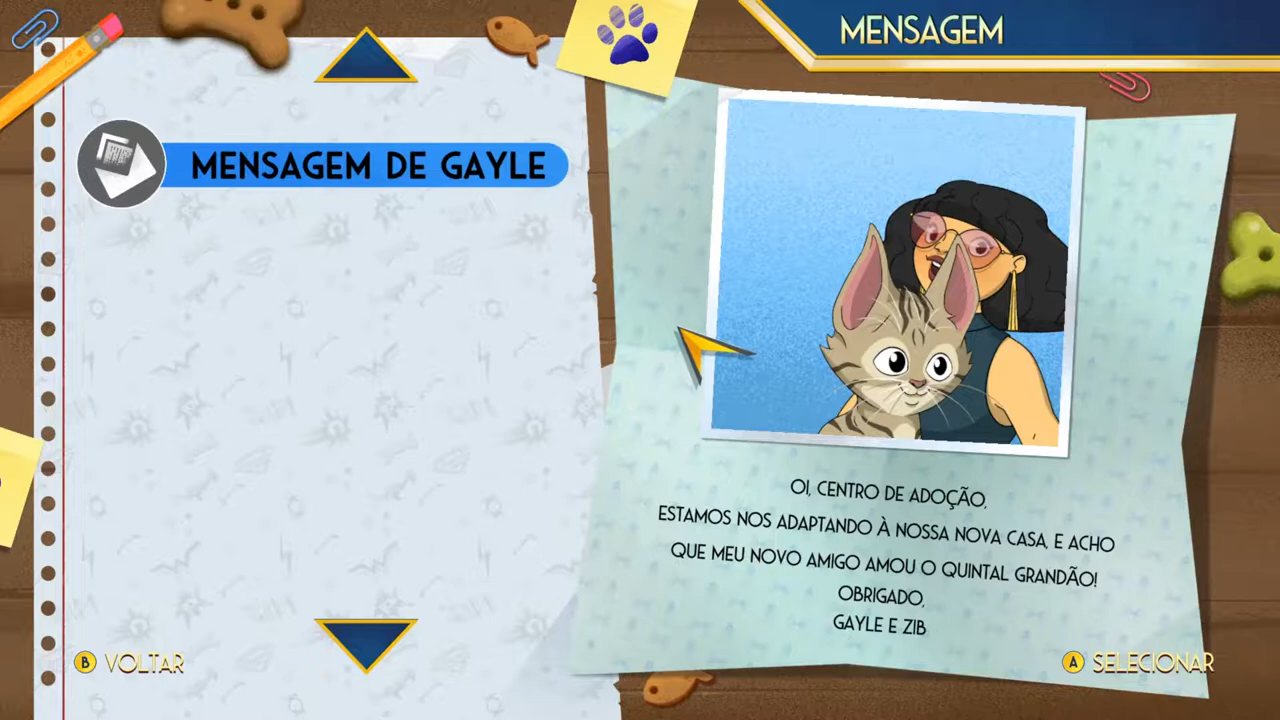 MENSAGEM
MENSAGEM DE GAYLE
OI, CENTRO DE ADOÇÃO,
ESTAMOS NOS ADAPTANDO À NOSSA NOVA CASA, E ACHO
QUE MEU NOVO AMIGO AMOU O QUINTAL GRANDÃO!
OBRIGADO,
GAYLE E ZIB
B VOLTAR
A SELECIONAR